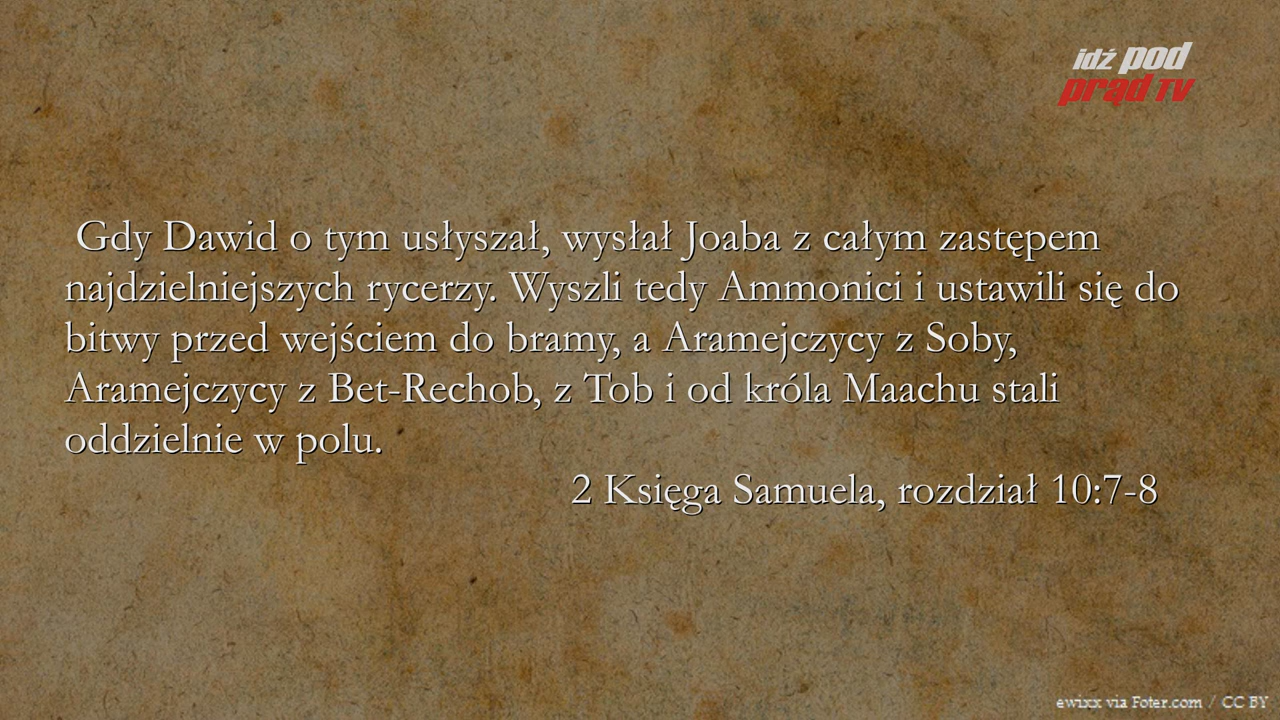 idź pod
prąd TV
Gdy Dawid o tym usłyszał, wysłał Joaba z całym zastępem
najdzielniejszych rycerzy. Wyszli tedy Ammonici i ustawili się do
bitwy przed wejściem do bramy, a Aramejczycy z Soby,
Aramejczycy z Bet-Rechob, z Tob i od króla Maachu stali
oddzielnie w polu.
2 Księga Samuela, rozdział 10:7-8
ewixx via Foter.com / CC BY